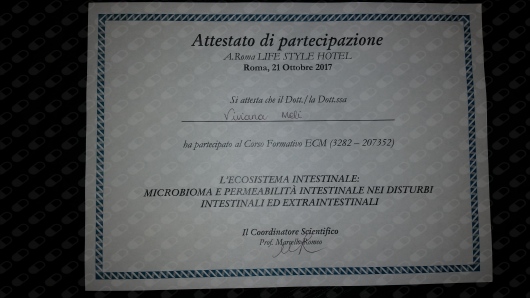 Attestato di partecipazione
A.Roma LIFE STYLE HOTEL
Roma, 21 Ottobre 2017
Si attesta che il Dott./la Dott.ssa
Viviana Meli
ha partecipato al Corso Formativo ECM (3282 – 207352)
L'ECOSISTEMA INTESTINALE:
MICROBIOMA E PERMEABILITÀ INTESTINALE NEI DISTURBI
INTESTINALI ED EXTRAINTESTINALI
Il Coordinatore Scientifico
Prof. Marcello Romeo